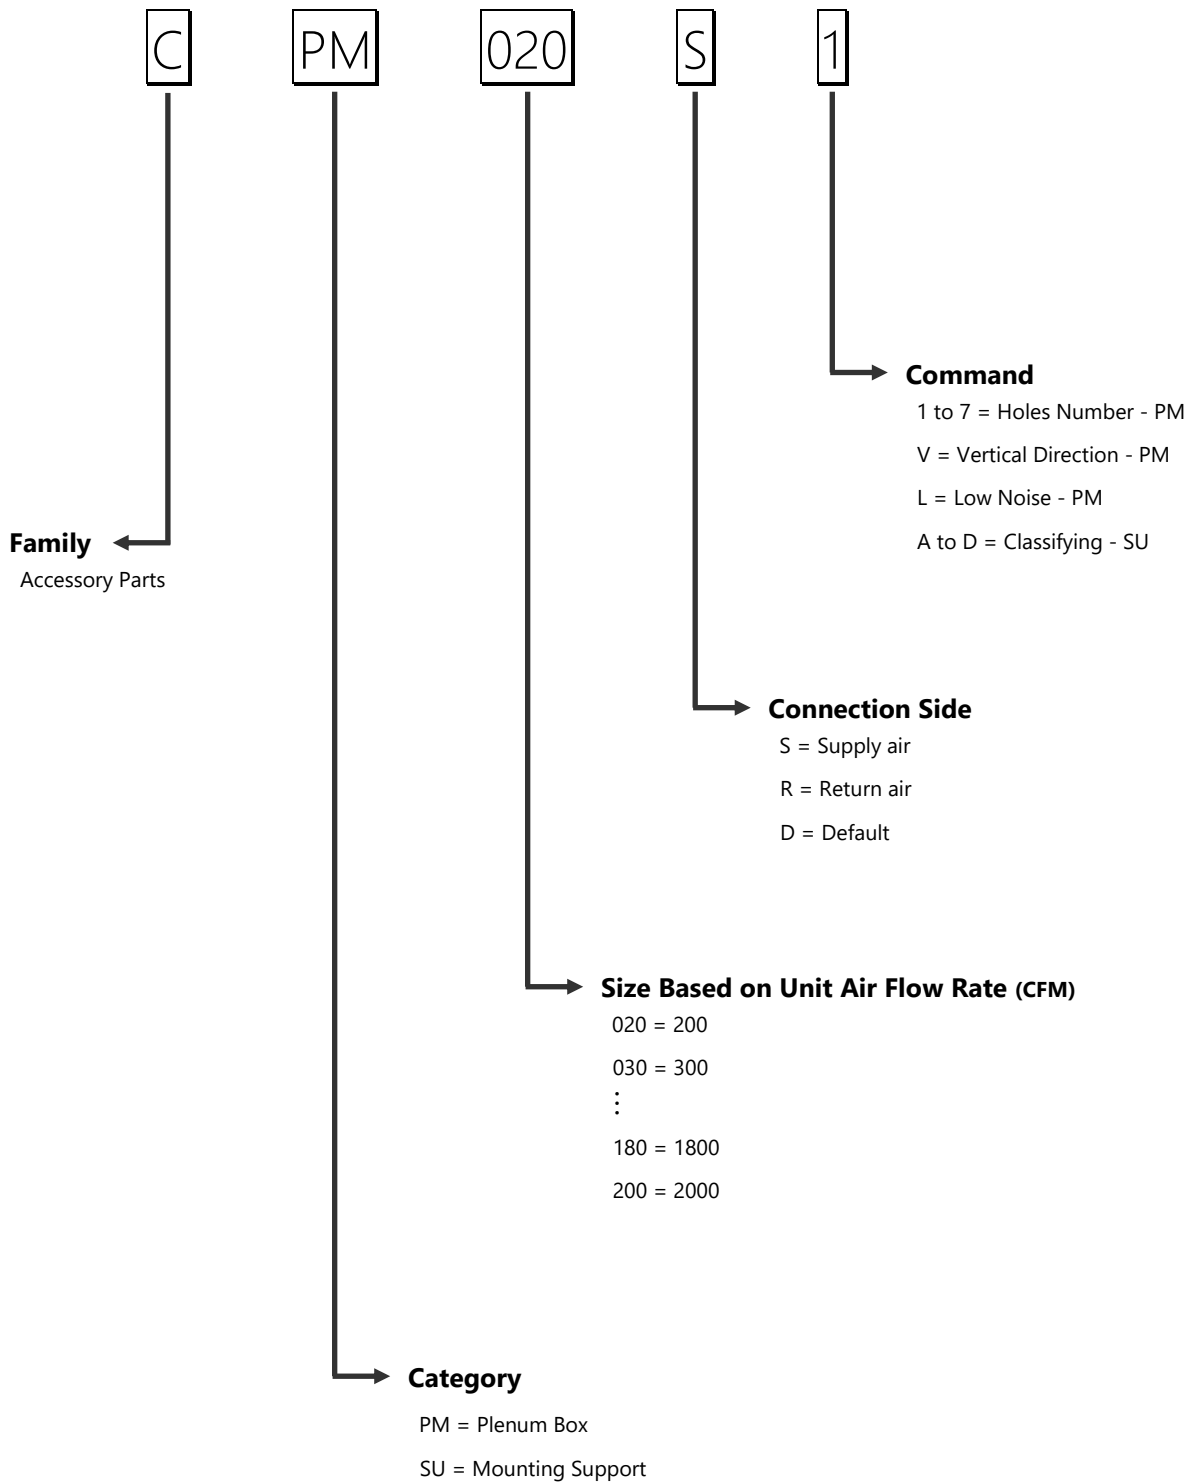 C PM 020 S 1
Command
1 to 7 = Holes Number - PM
V = Vertical Direction - PM
L = Low Noise - PM
A to D = Classifying - SU
Family
Accessory Parts
Connection Side
S = Supply air
R = Return air
D = Default
Size Based on Unit Air Flow Rate (CFM)
020 = 200
030 = 300
⋮
180 = 1800
200 = 2000
Category
PM = Plenum Box
SU = Mounting Support